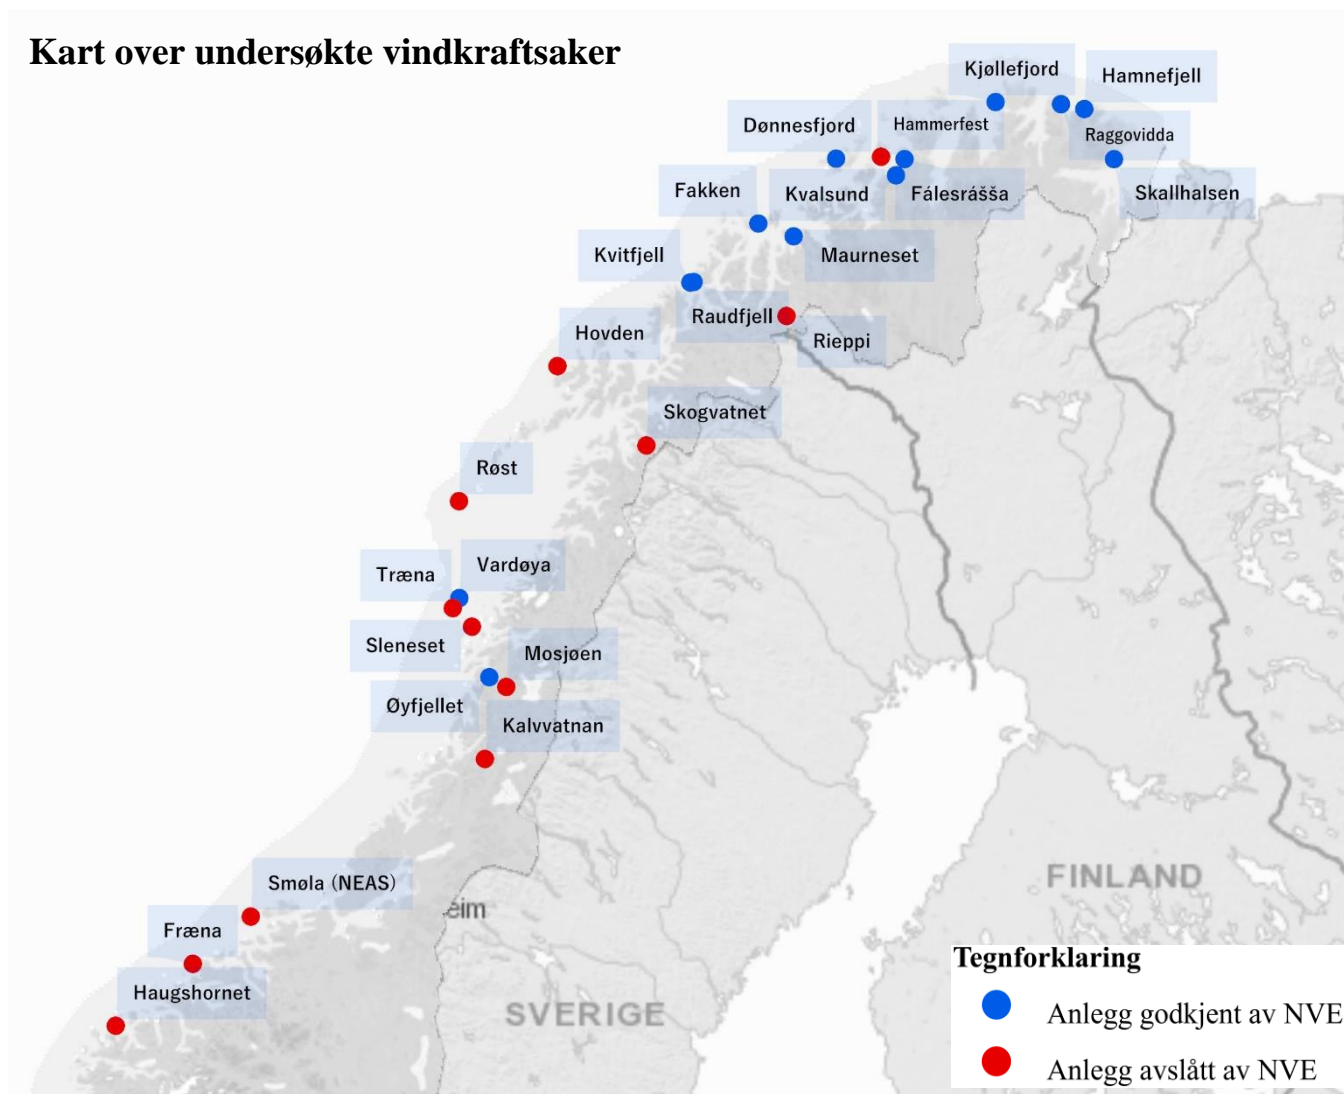 Kart over undersøkte vindkraftsaker
Kjøllefjord
Hamnefjell
Dønnesfjord
Hammerfest
Raggovidda
Fakken
Kvalsund
Fálesrášša
Skallhalsen
Kvitfjell
Maurneset
Raudfjell
Hovden
Rieppi
Skogvatnet
Røst
Vardøya
Træna
Sleneset
Mosjøen
Øyfjellet
Kalvvatnan
Smøla (NEAS)
FINLAND
eim
Fræna
Haugshornet
SVERIGE
Tegnforklaring
Anlegg godkjent av NVE
Anlegg avslått av NVE